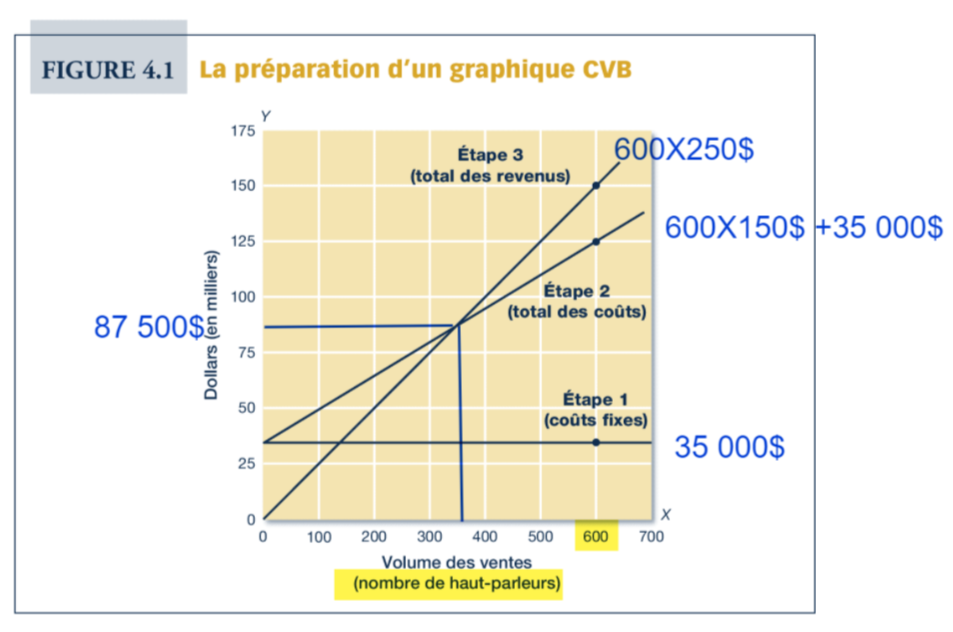 FIGURE 4.1 La préparation d'un graphique CVB
Y
175
150
125
100
75
50
25
0
Dollars (en milliers)
Étape 3
(total des revenus)
600X250$
600X150$ +35 000$
Étape 2
(total des coûts)
87 500$
Étape 1
(coûts fixes)
35 000$
X
0 100 200 300 400 500 600 700
Volume des ventes
(nombre de haut-parleurs)